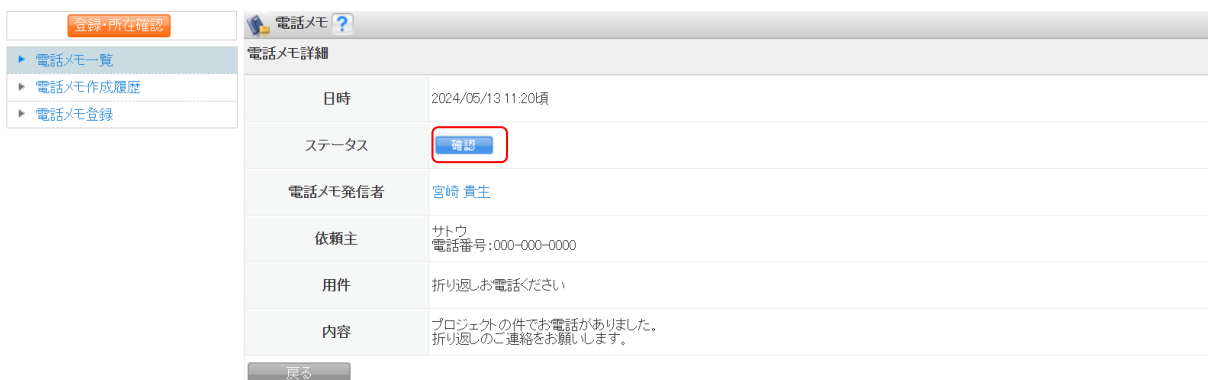 登録・所在確認
電話メモ一覧
電話メモ作成履歴
電話メモ登録
電話メモ ?
電話メモ詳細
日時 2024/05/13 11:20頃
ステータス 確認
電話メモ発信者 宮崎 貴生
依頼主 サトウ
電話番号:000-000-0000
用件 折り返しお電話ください
内容 プロジェクトの件でお電話がありました。
折り返しのご連絡をお願いします。
戻る